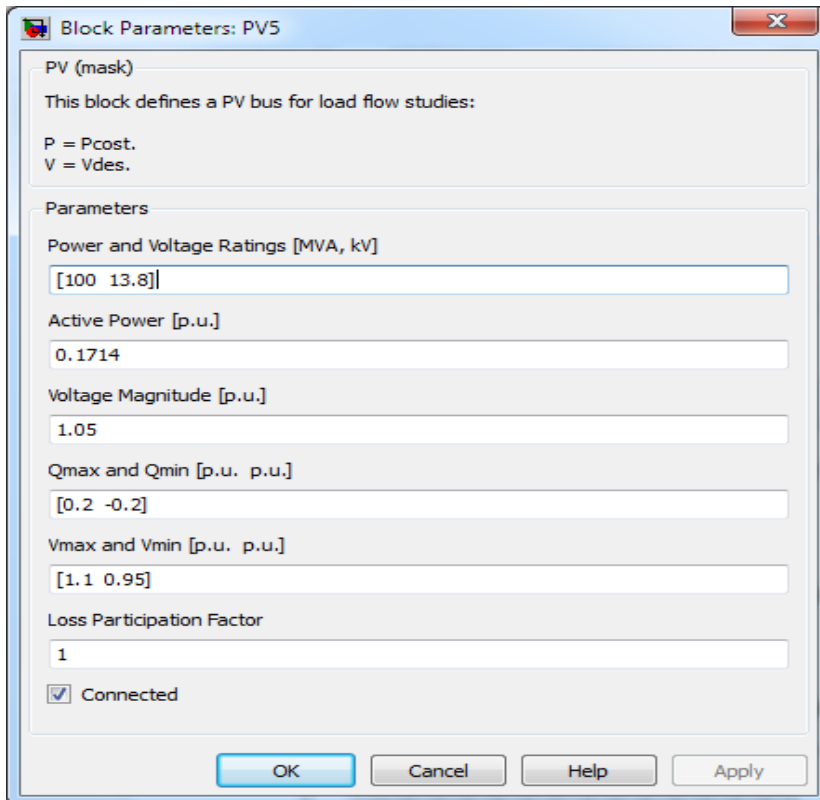 Block Parameters: PV5
PV (mask)
This block defines a PV bus for load flow studies:
P = Pcost.
V = Vdes.
Parameters
Power and Voltage Ratings [MVA, kV]
[100 13.8]
Active Power [p.u.]
0.1714
Voltage Magnitude [p.u.]
1.05
Qmax and Qmin [p.u. p.u.]
[0.2 -0.2]
Vmax and Vmin [p.u. p.u.]
[1.1 0.95]
Loss Participation Factor
1
Connected
OK Cancel Help Apply